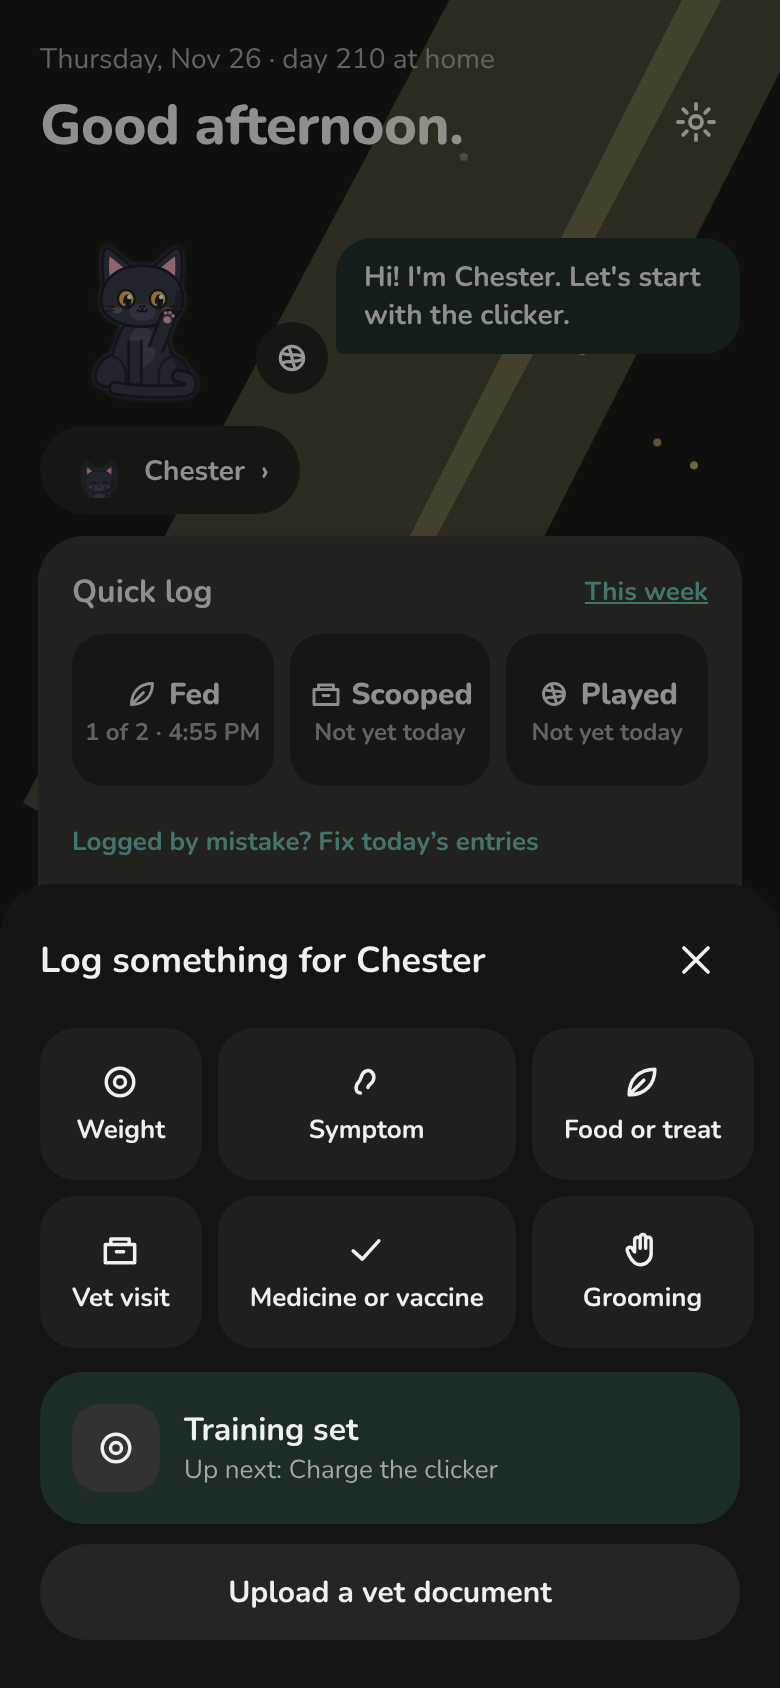 Thursday, Nov 26 · day 210 at home
Good afternoon.
Hi! I'm Chester. Let's start
with the clicker.
Chester ›
Quick log
This week
Fed
1 of 2 · 4:55 PM
Scooped
Not yet today
Played
Not yet today
Logged by mistake? Fix today’s entries
Log something for Chester
Weight
Symptom
Food or treat
Vet visit
Medicine or vaccine
Grooming
Training set
Up next: Charge the clicker
Upload a vet document